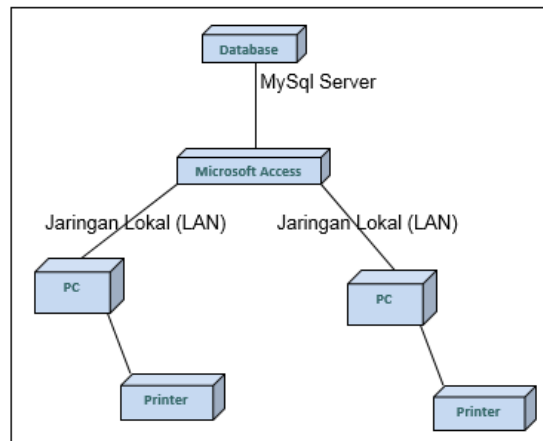 Database
MySql Server
Microsoft Access
Jaringan Lokal (LAN)
Jaringan Lokal (LAN)
PC
PC
Printer
Printer